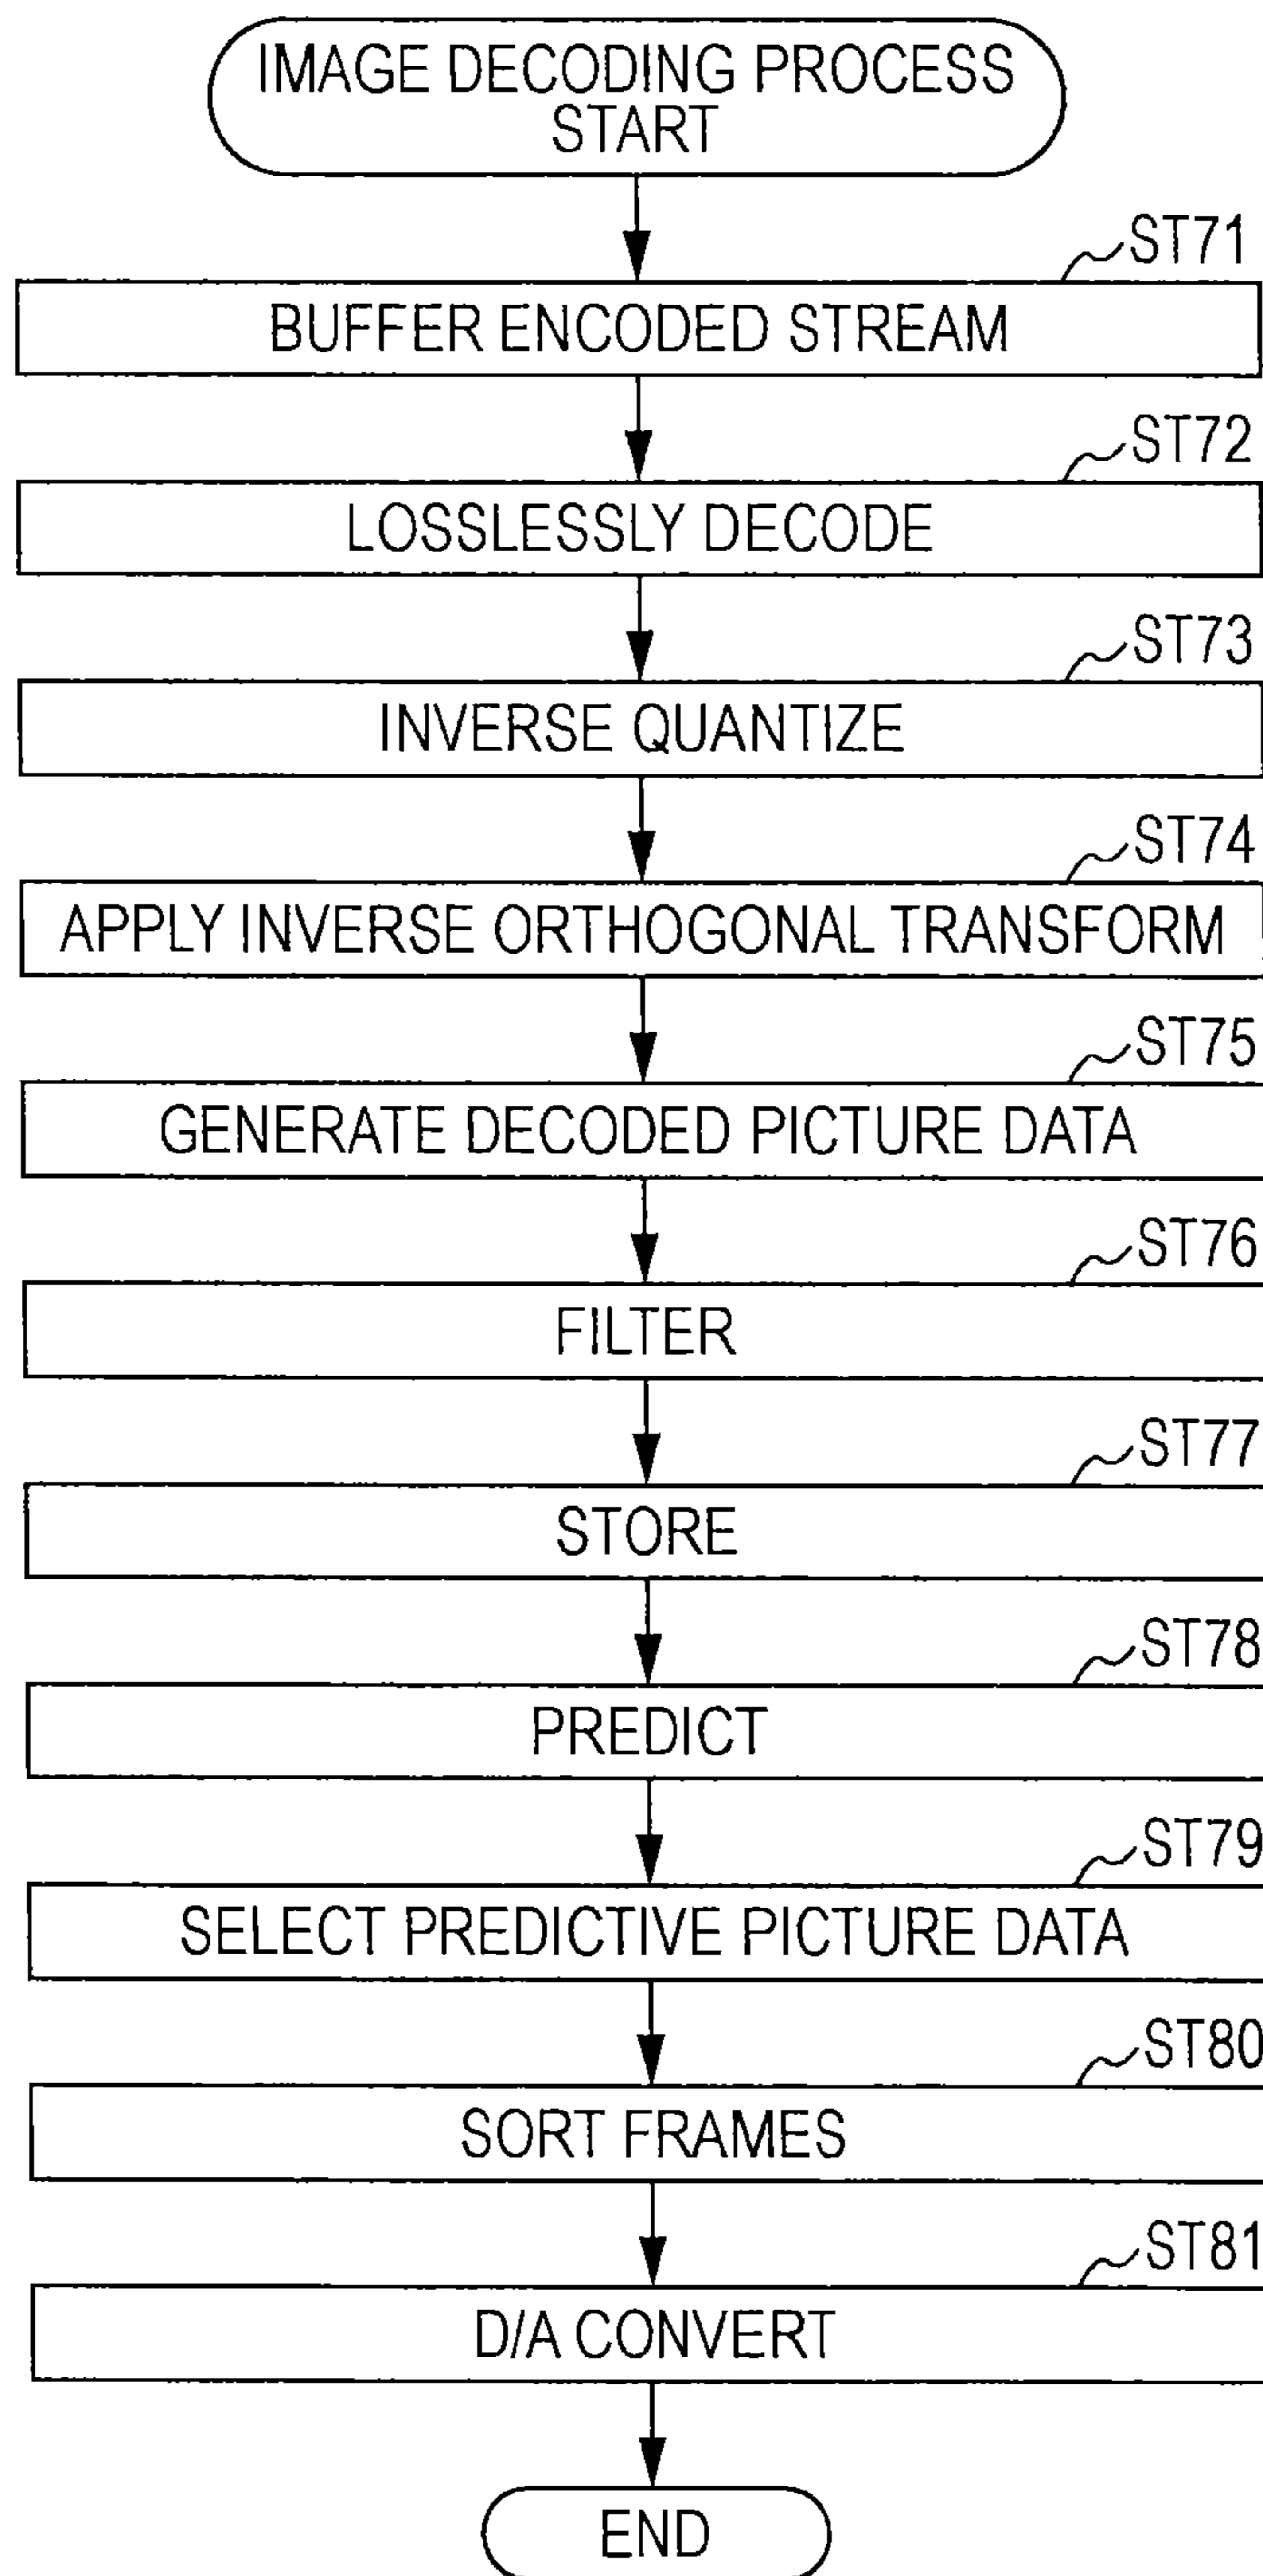 IMAGE DECODING PROCESS
START
ST71
BUFFER ENCODED STREAM
ST72
LOSSLESSLY DECODE
ST73
INVERSE QUANTIZE
ST74
APPLY INVERSE ORTHOGONAL TRANSFORM
ST75
GENERATE DECODED PICTURE DATA
ST76
FILTER
ST77
STORE
ST78
PREDICT
ST79
SELECT PREDICTIVE PICTURE DATA
ST80
SORT FRAMES
ST81
D/A CONVERT
END